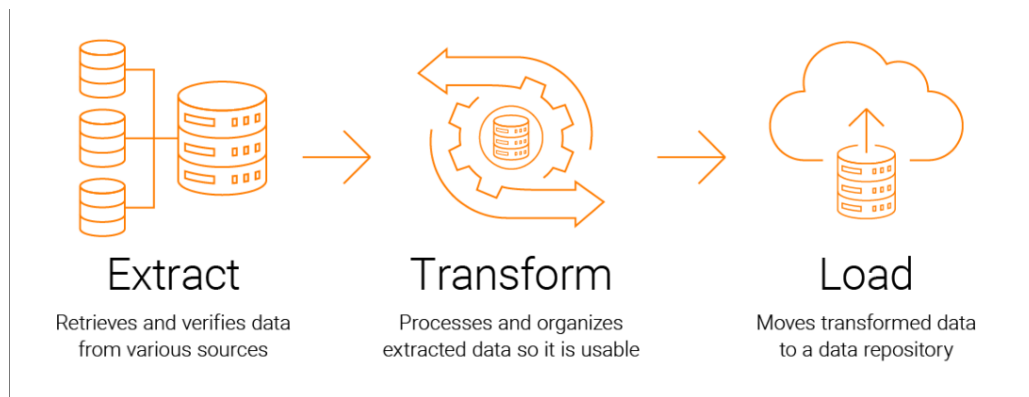 Extract
Retrieves and verifies data
from various sources
Transform
Processes and organizes
extracted data so it is usable
Load
Moves transformed data
to a data repository